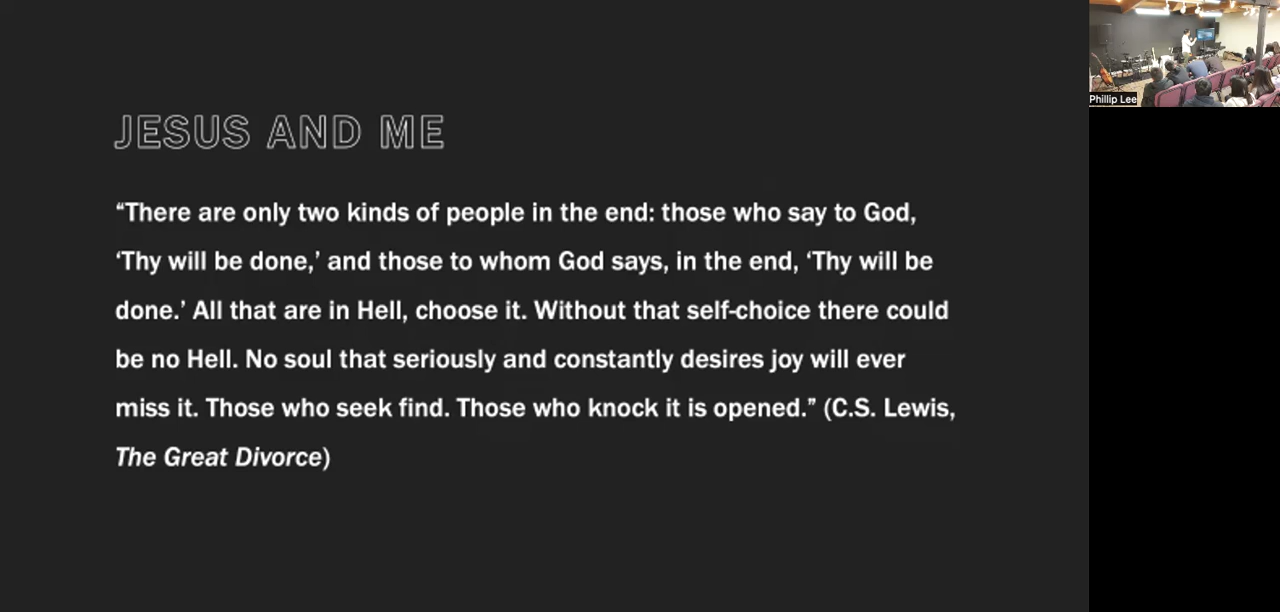 JESUS AND ME
“There are only two kinds of people in the end: those who say to God,
‘Thy will be done,’ and those to whom God says, in the end, ‘Thy will be
done.’ All that are in Hell, choose it. Without that self-choice there could
be no Hell. No soul that seriously and constantly desires joy will ever
miss it. Those who seek find. Those who knock it is opened.” (C.S. Lewis,
The Great Divorce)
Phillip Lee